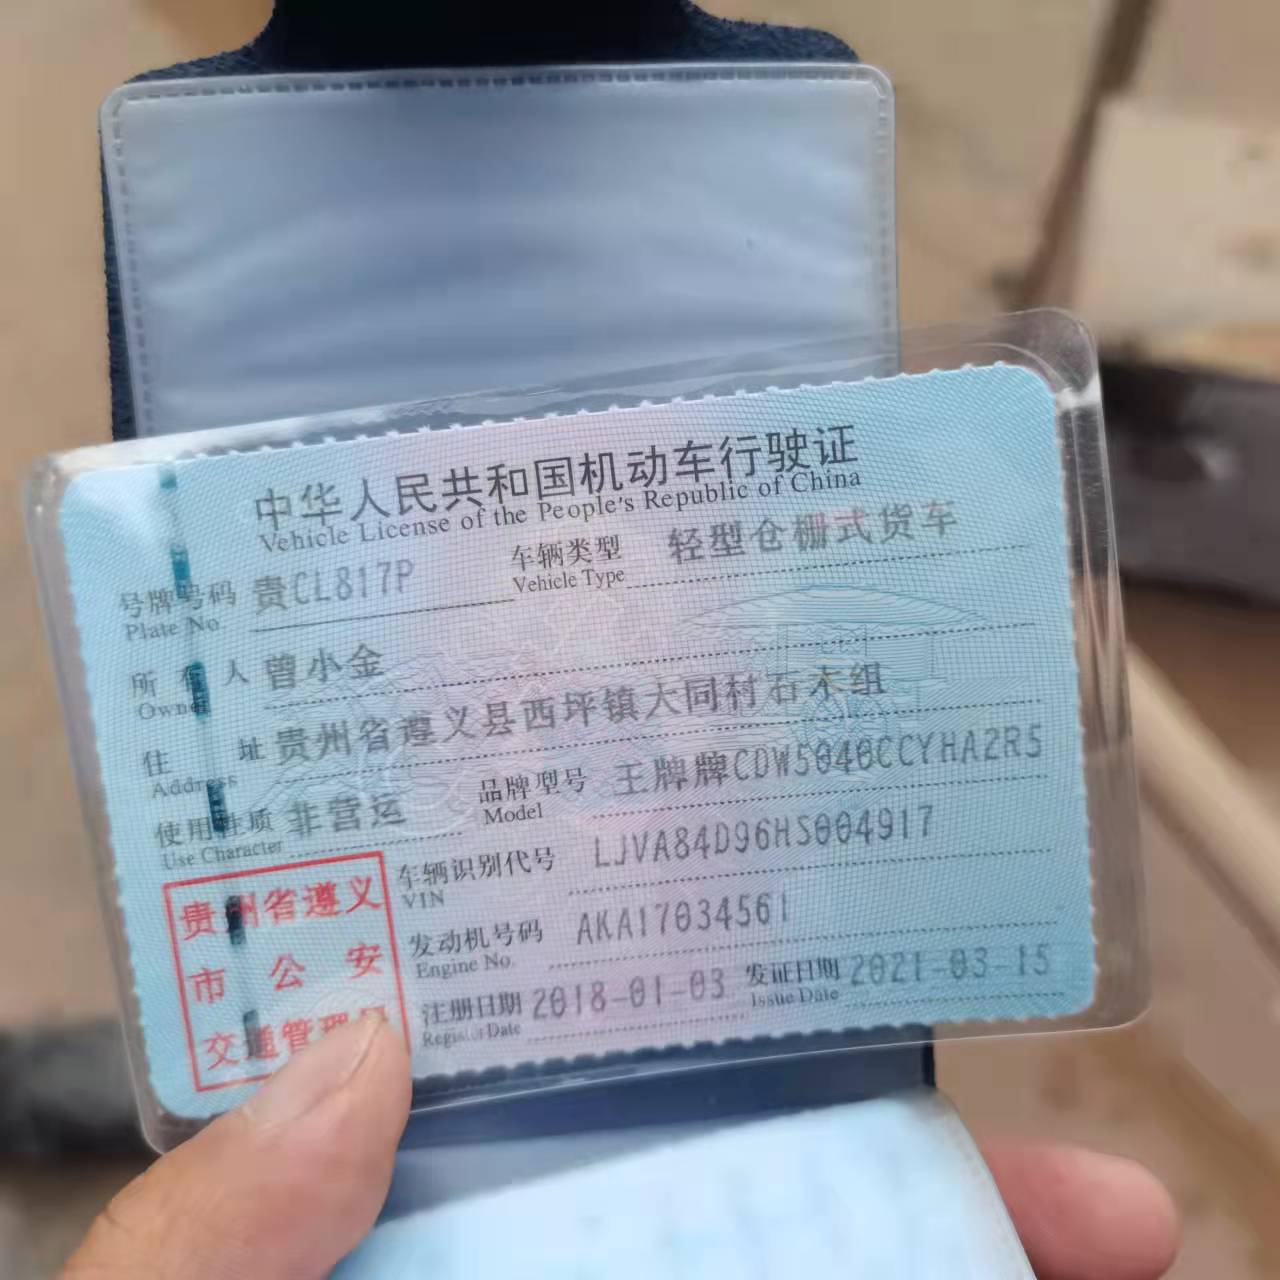 中华人民共和国机动车行驶证
Vehicle License of the People's Republic of China
号牌号码 贵CL817P 车辆类型 轻型仓栅式货车
Plate No. Vehicle Type
所有人 曾小金
Owner
住址 贵州省遵义县西坪镇大同村石木组
Address
使用性质 非营运 品牌型号 王牌牌CDW5040CCYHA2R5
Use Character Model
车辆识别代号 LJVA84D96HS004917
VIN
发动机号码 AKA17034561
Engine No.
注册日期 2018-01-03 发证日期 2021-03-15
Register Date Issue Date
贵州省遵义
市公安
交通管理局